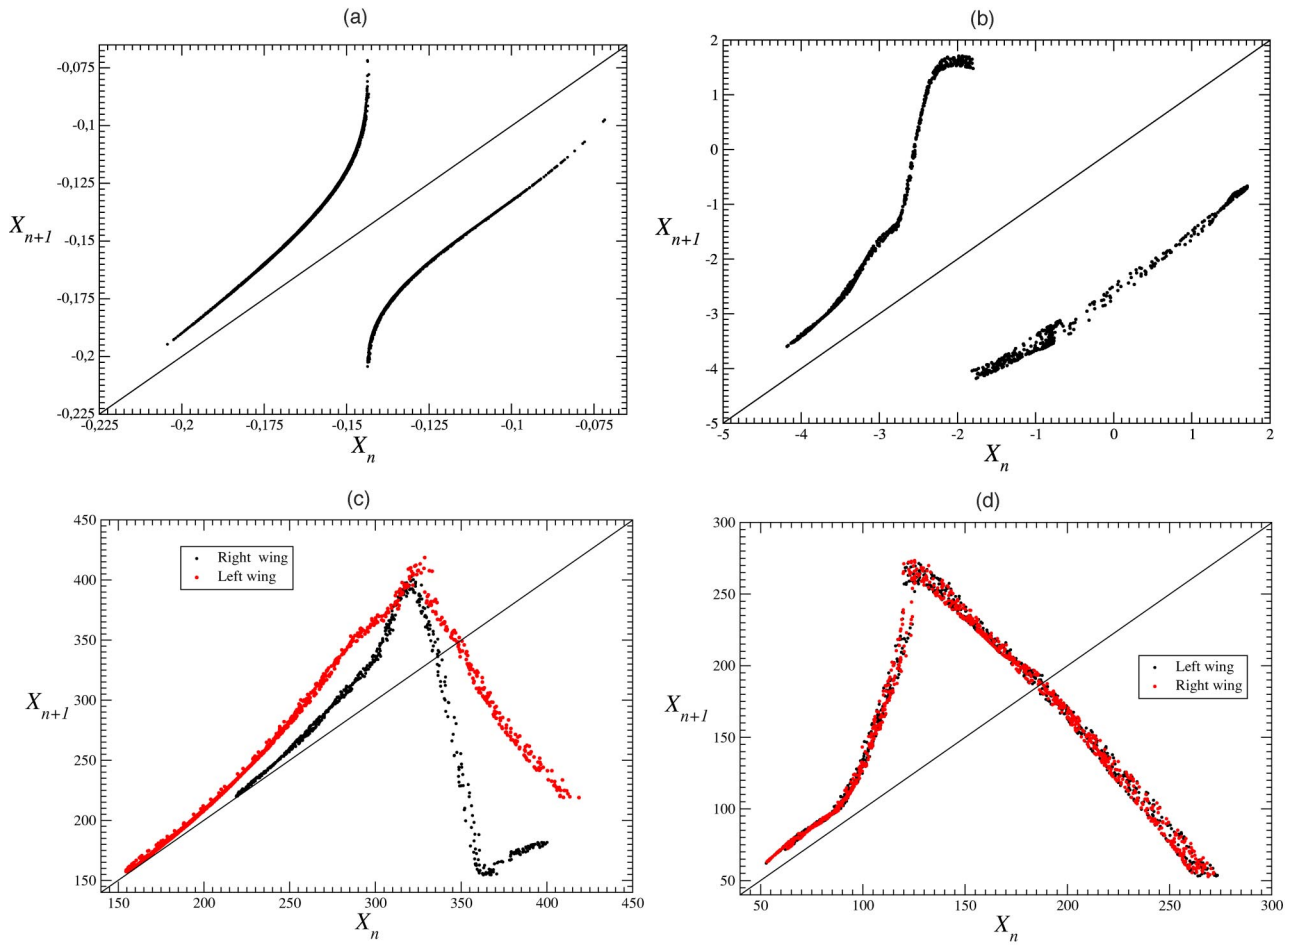 (a)
-0,075
-0,1
-0,125
-0,15
-0,175
-0,2
-0,225
X_{n+1}
-0,225 -0,2 -0,175 -0,15 -0,125 -0,1 -0,075
X_n
(b)
2
1
0
-1
-2
-3
-4
-5
X_{n+1}
-5 -4 -3 -2 -1 0 1 2
X_n
(c)
450
400
350
300
250
200
150
X_{n+1}
Right wing
Left wing
150 200 250 300 350 400 450
X_n
(d)
300
250
200
150
100
50
X_{n+1}
Left wing
Right wing
50 100 150 200 250 300
X_n